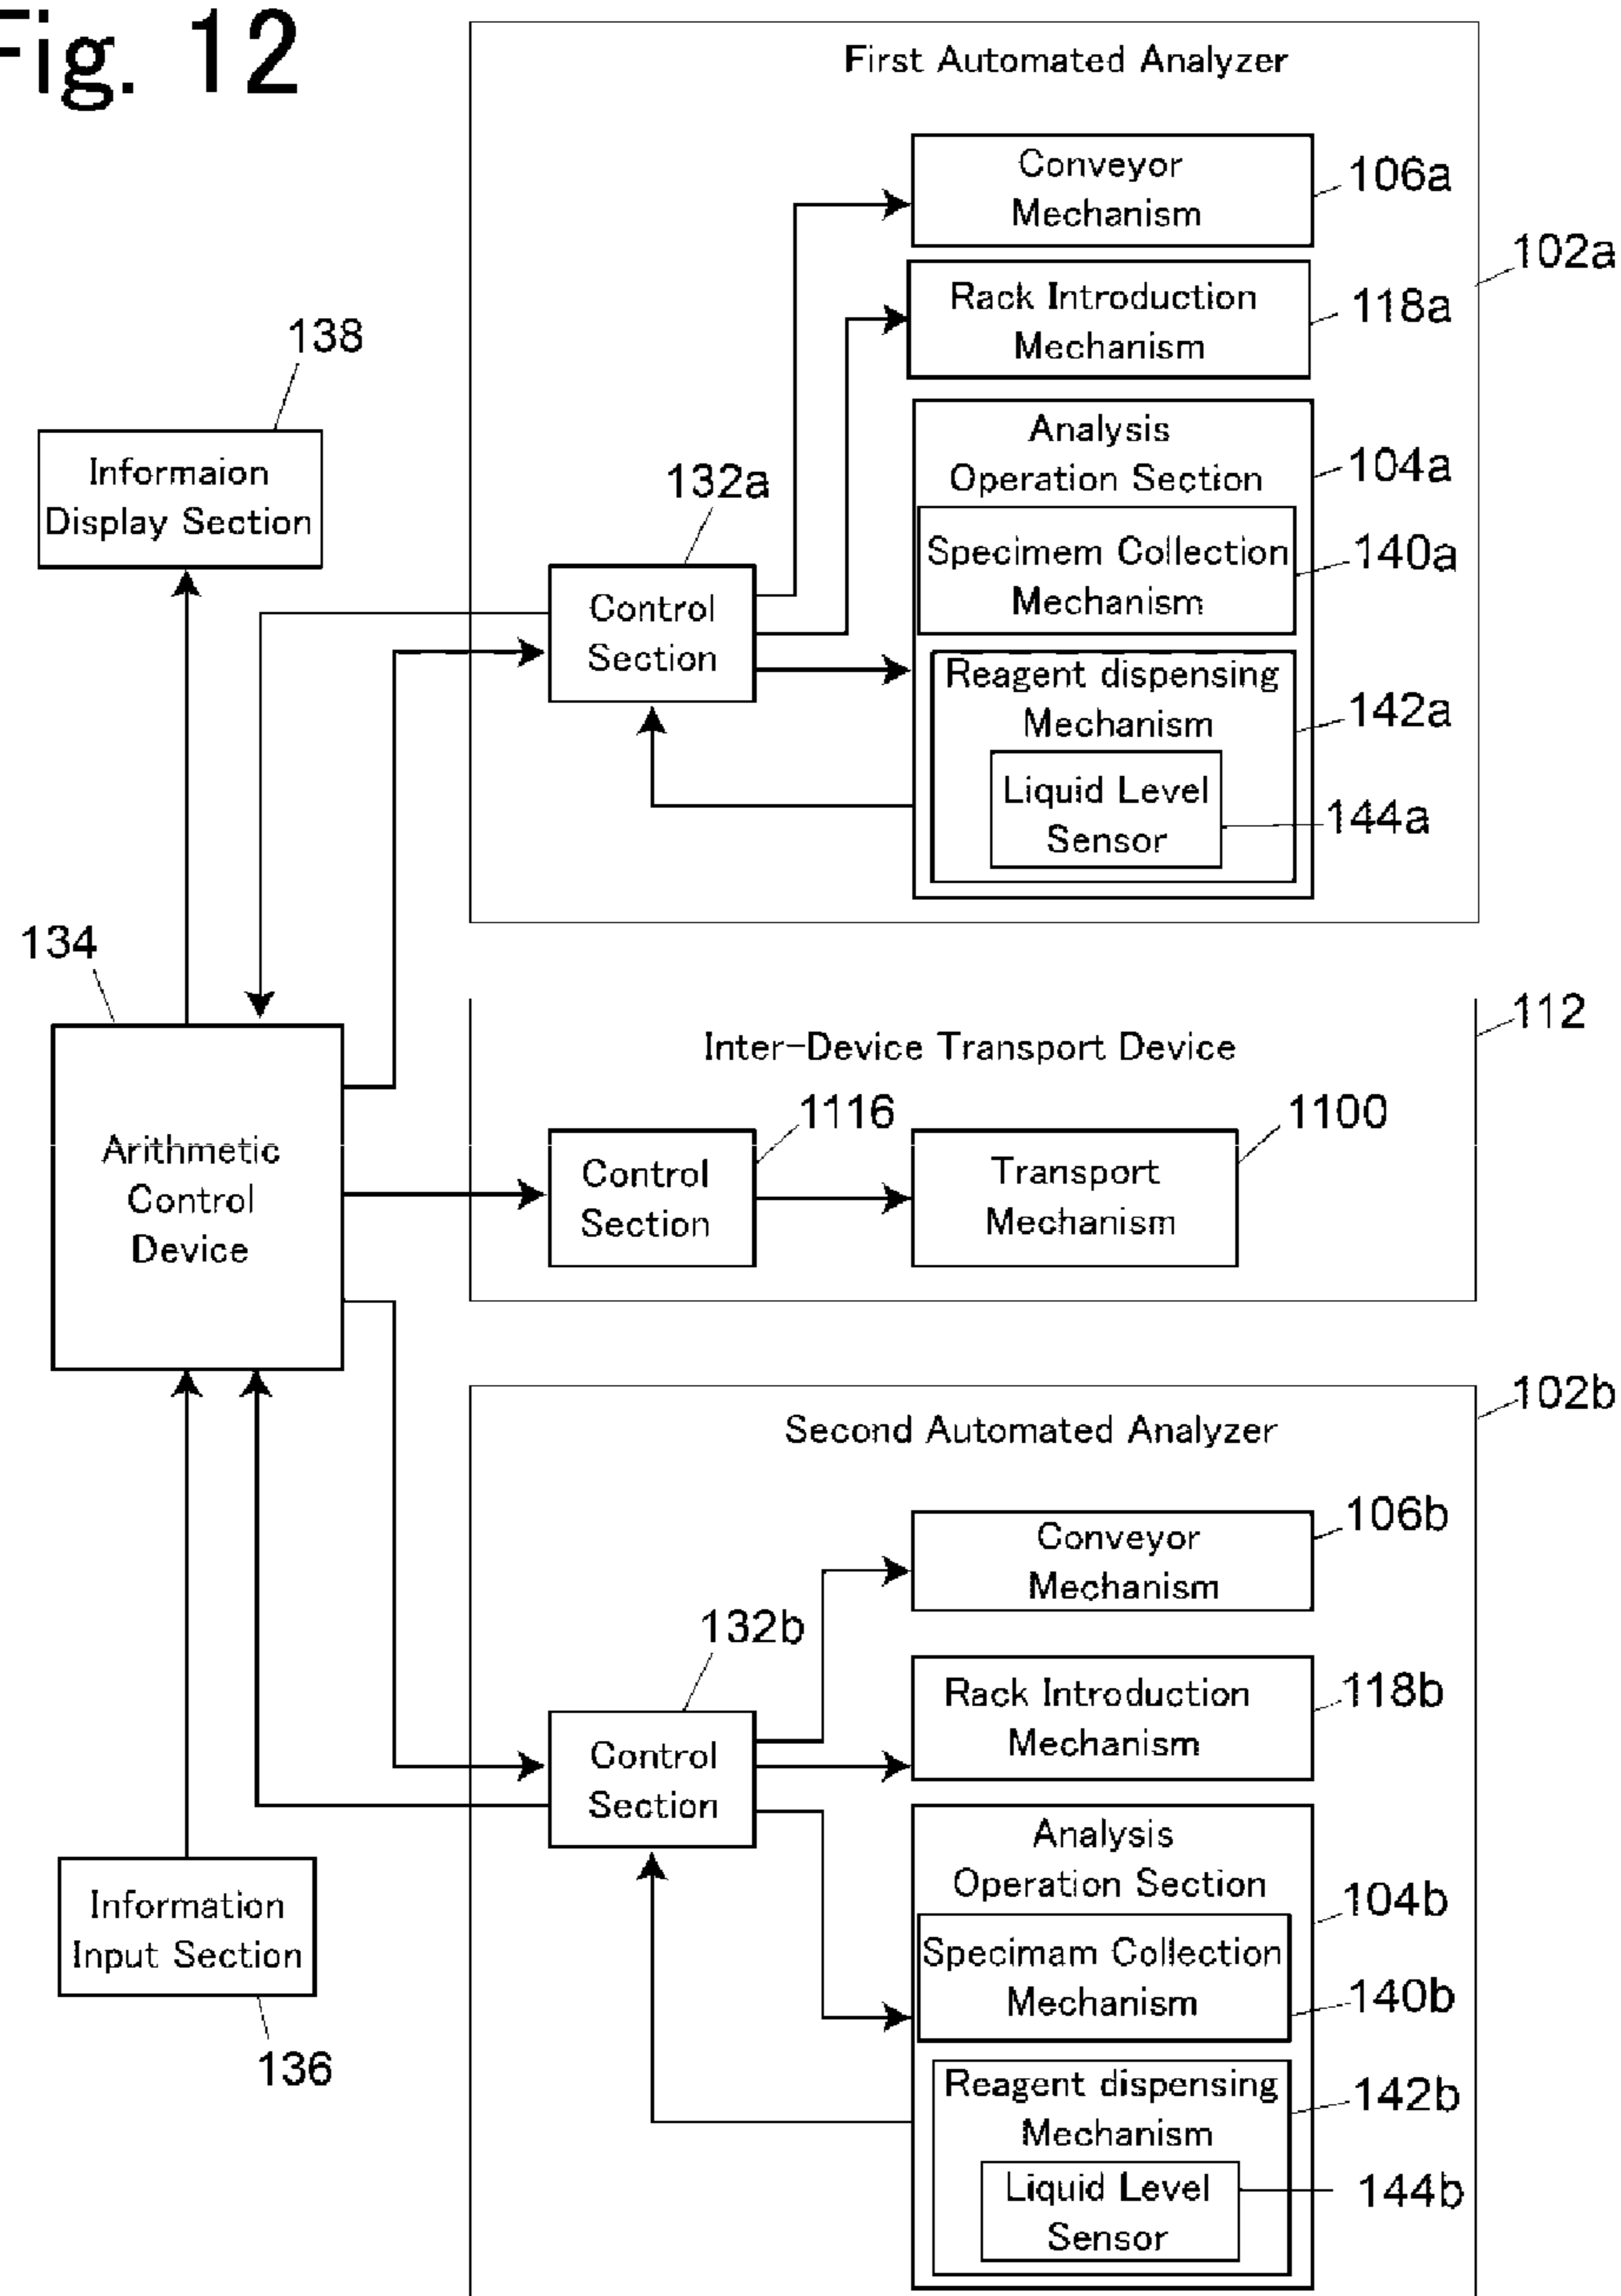 Fig. 12
First Automated Analyzer
Conveyor
Mechanism
106a
102a
Rack Introduction
Mechanism
118a
138
Informaion
Display Section
Analysis
Operation Section
104a
132a
Control
Section
Specimem Collection
Mechanism
140a
Reagent dispensing
Mechanism
142a
Liquid Level
Sensor
144a
134
Arithmetic
Control
Device
112
Inter-Device Transport Device
1116
1100
Control
Section
Transport
Mechanism
102b
Second Automated Analyzer
Conveyor
Mechanism
106b
132b
Rack Introduction
Mechanism
118b
Control
Section
Analysis
Operation Section
104b
Information
Input Section
136
Specimam Collection
Mechanism
140b
Reagent dispensing
Mechanism
142b
Liquid Level
Sensor
144b